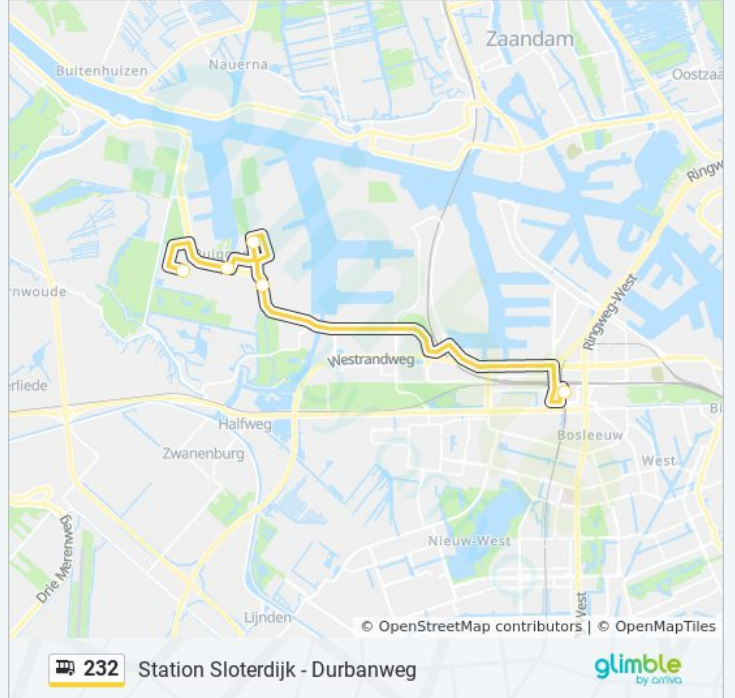 Zaandam
Buitenhuizen
Nauerna
Oostzaa
Ringw
rnwoude
Ringweg-West
Westrandweg
erliede
Halfweg
Bosleeuw
Zwanenburg
West
Nieuw-West
Drie Merenweg
West
Lijnden
© OpenStreetMap contributors | © OpenMapTiles
232 Station Sloterdijk - Durbanweg
glimble
by arriva